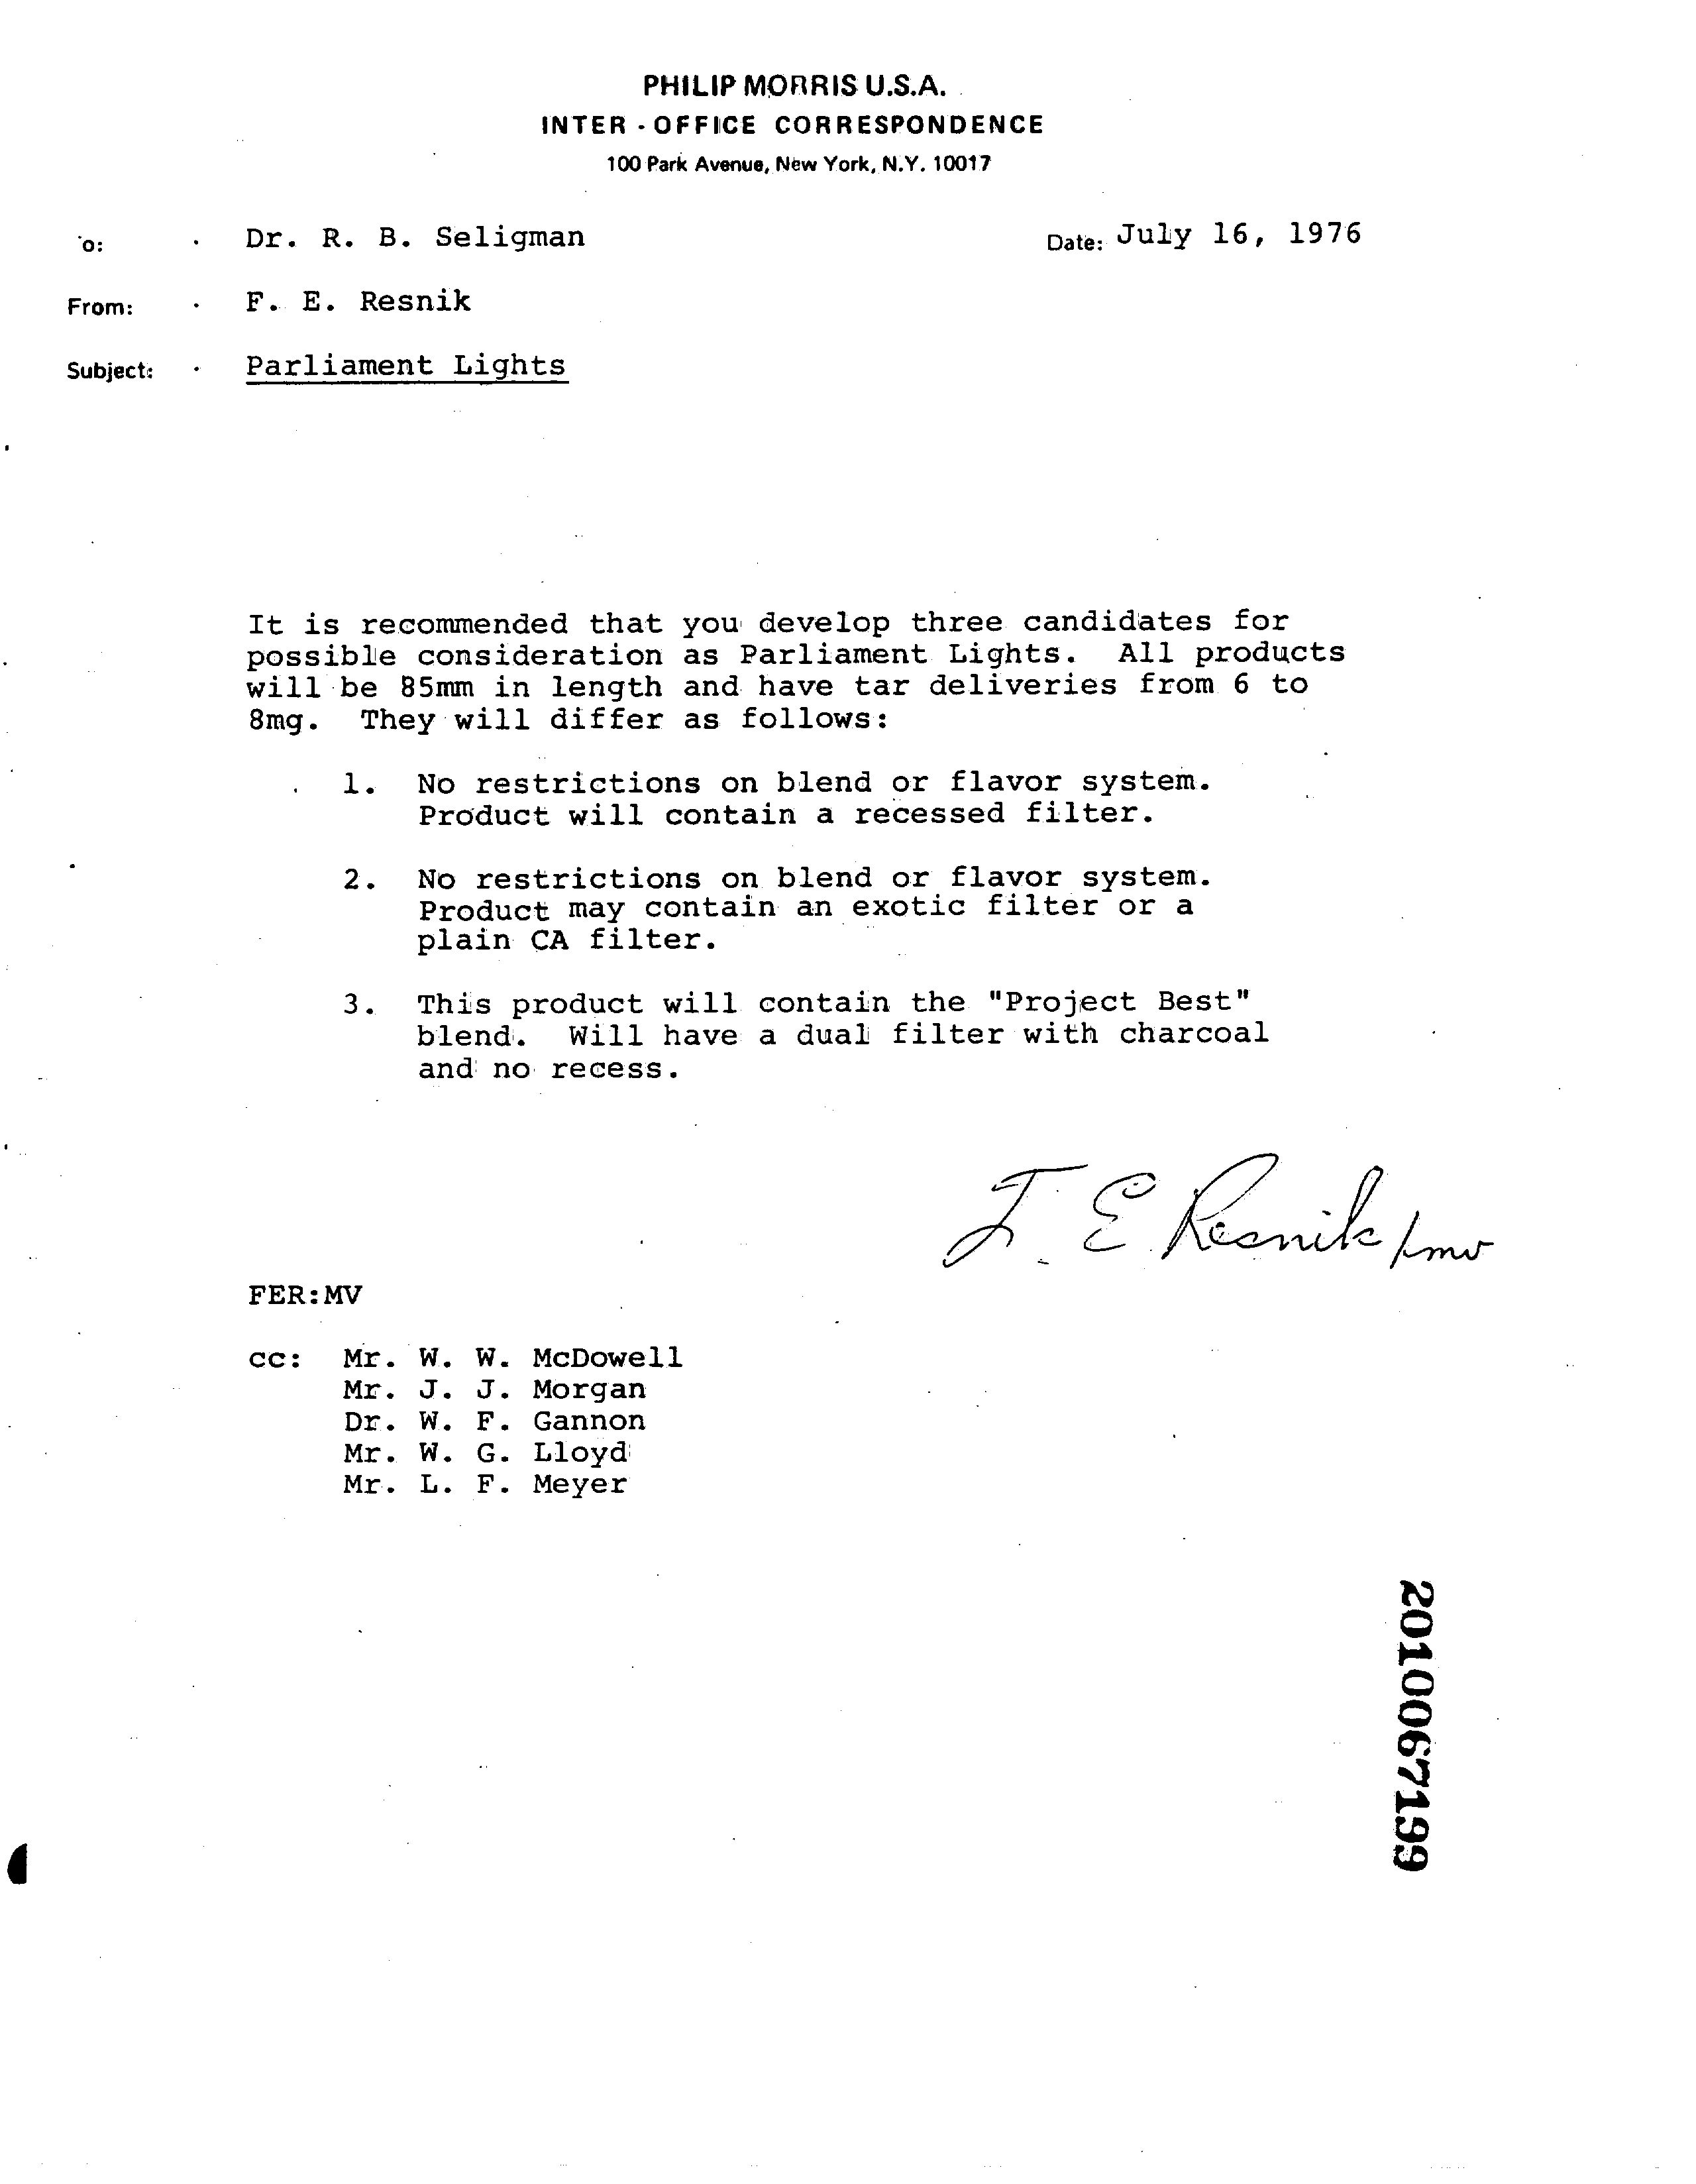 PHILIP MORRIS U.S.A.
INTER - OFFICE CORRESPONDENCE
100 Park Avenue, New York, N.Y. 10017
To: Dr. R. B. Seligman Date: July 16, 1976
From: F. E. Resnik
Subject: Parliament Lights
It is recommended that you develop three candidates for
possible consideration as Parliament Lights. All products
will be 85mm in length and have tar deliveries from 6 to
8mg. They will differ as follows:
1. No restrictions on blend or flavor system.
Product will contain a recessed filter.
2. No restrictions on blend or flavor system.
Product may contain an exotic filter or a
plain CA filter.
3. This product will contain the "Project Best"
blend. Will have a dual filter with charcoal
and no recess.
F. E Resnik/mv
FER:MV
cc: Mr. W. W. McDowell
Mr. J. J. Morgan
Dr. W. F. Gannon
Mr. W. G. Lloyd
Mr. L. F. Meyer
2010067199